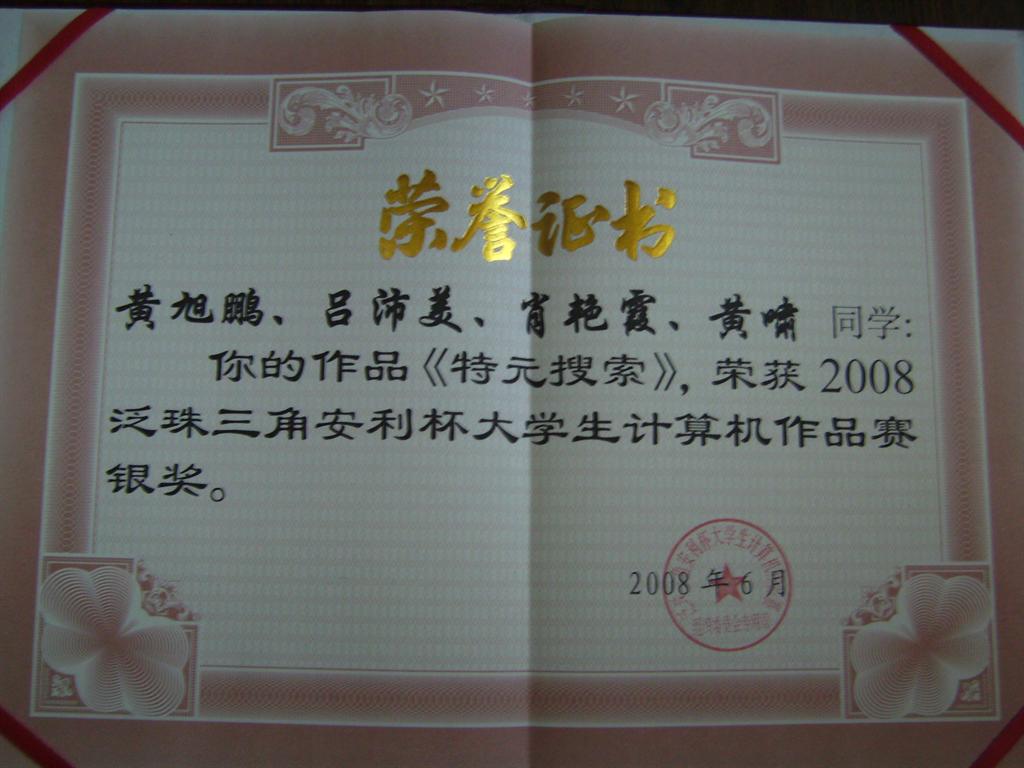 荣誉证书
黄旭鹏、吕沛美、肖艳霞、黄啸 同学:
你的作品《特元搜索》，荣获 2008
泛珠三角安利杯大学生计算机作品赛
银奖。
2008 年 6 月